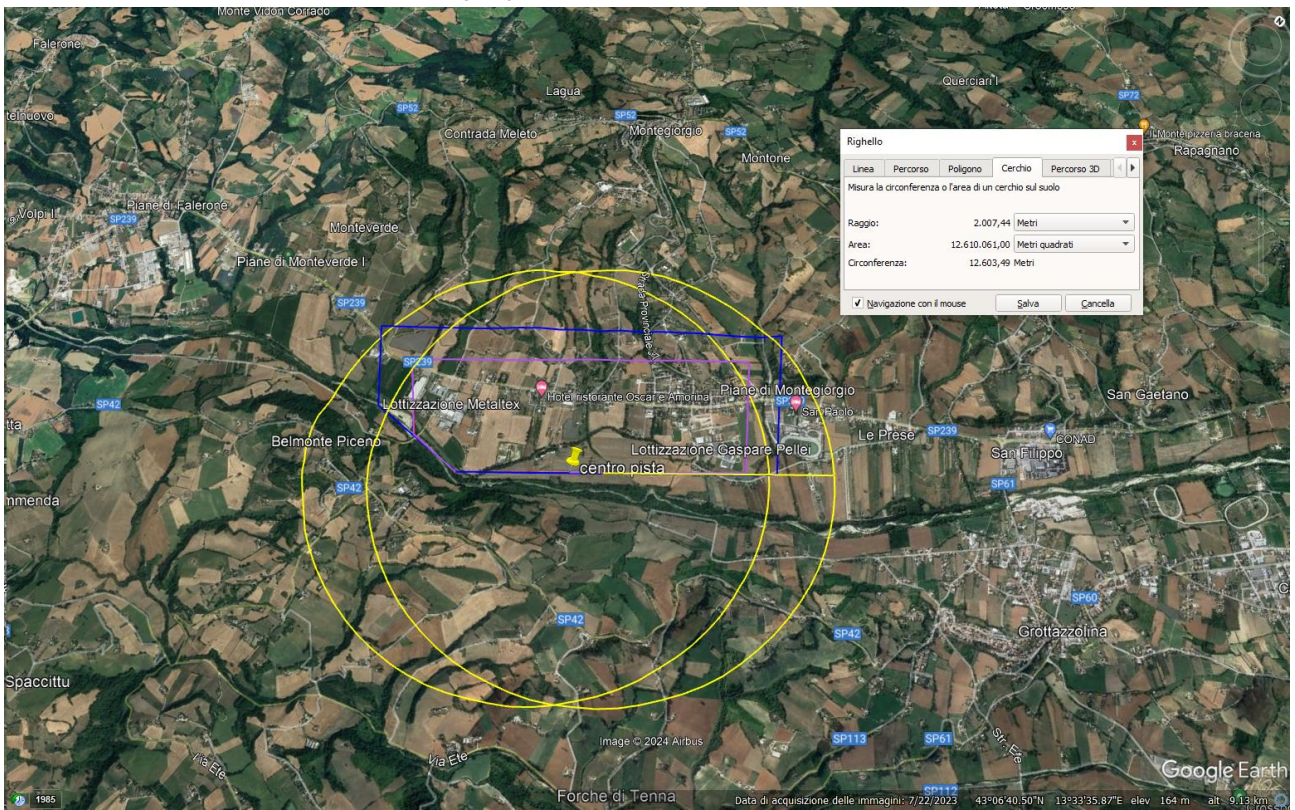 Monte Vidon Corrado
Falerone
Lagua
Querciari I
SP72
SP52
SP52
Contrada Meleto
Montegiorgio
SP52
Il Monte pizzeria braceria
Rapagnano
Montone
Volpi II
Piane di Falerone
SP239
Monteverde
Piane di Monteverde I
SP239
Righello
x
Linea Percorso Poligono Cerchio Percorso 3D
Misura la circonferenza o l'area di un cerchio sul suolo
Raggio: 2.007,44 Metri
Area: 12.610.061,00 Metri quadrati
Circonferenza: 12.603,49 Metri
Navigazione con il mouse Salva Cancella
SP239
Hotel ristorante Oscar e Amorina
Piane di Montegiorgio
San Gaetano
SP42
Lottizzazione Metaltex
San Paolo
Le Prese
SP239
CONAD
Belmonte Piceno
Lottizzazione Gaspare Pellei
San Filippo
centro pista
SP42
SP61
SP60
SP42
SP42
Grottazzolina
Spaccittu
Image © 2024 Airbus
SP113
SP61
Str. Ete
Via Ete
Via Ete
Google Earth
1985
Forche di Tenna
SP112
Data di acquisizione delle immagini: 7/22/2023 43°06'40.50"N 13°33'35.87"E elev 164 m alt 9.13 km